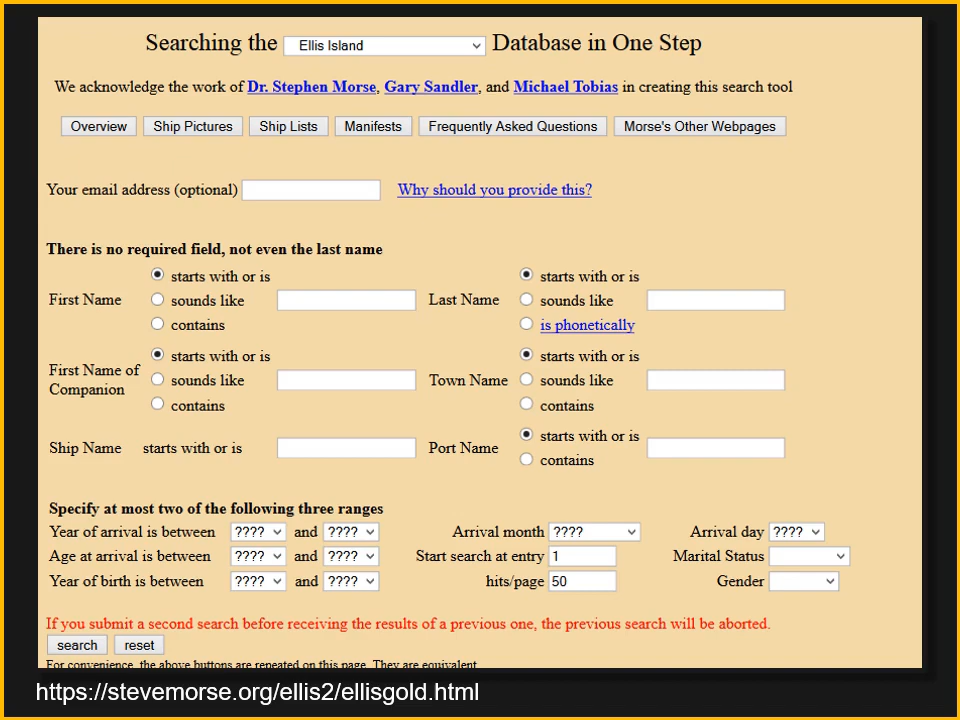 Searching the Ellis Island Database in One Step
We acknowledge the work of Dr. Stephen Morse, Gary Sandler, and Michael Tobias in creating this search tool
Overview Ship Pictures Ship Lists Manifests Frequently Asked Questions Morse's Other Webpages
Your email address (optional) Why should you provide this?
There is no required field, not even the last name
First Name
starts with or is
sounds like
contains
Last Name
starts with or is
sounds like
is phonetically
First Name of
Companion
starts with or is
sounds like
contains
Town Name
starts with or is
sounds like
contains
Ship Name starts with or is
Port Name
starts with or is
contains
Specify at most two of the following three ranges
Year of arrival is between ???? and ???? Arrival month ???? Arrival day ????
Age at arrival is between ???? and ???? Start search at entry 1 Marital Status
Year of birth is between ???? and ???? hits/page 50 Gender
If you submit a second search before receiving the results of a previous one, the previous search will be aborted.
search reset
For convenience, the above buttons are repeated on this page. They are equivalent
https://stevemorse.org/ellis2/ellisgold.html